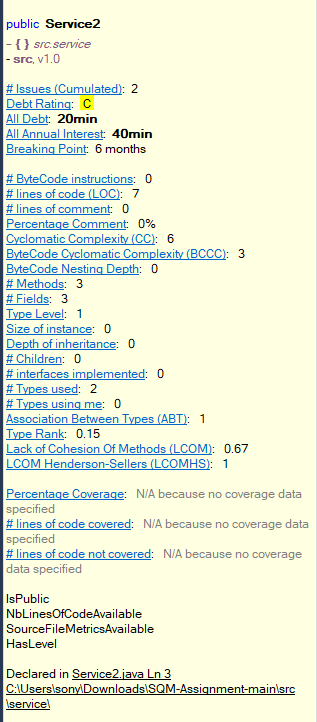 public Service2
– { } src.service
- src, v1.0
# Issues (Cumulated): 2
Debt Rating: C
All Debt: 20min
All Annual Interest: 40min
Breaking Point: 6 months
# ByteCode instructions: 0
# lines of code (LOC): 7
# lines of comment: 0
Percentage Comment: 0%
Cyclomatic Complexity (CC): 6
ByteCode Cyclomatic Complexity (BCCC): 3
ByteCode Nesting Depth: 0
# Methods: 3
# Fields: 3
Type Level: 1
Size of instance: 0
Depth of inheritance: 0
# Children: 0
# interfaces implemented: 0
# Types used: 2
# Types using me: 0
Association Between Types (ABT): 1
Type Rank: 0.15
Lack of Cohesion Of Methods (LCOM): 0.67
LCOM Henderson-Sellers (LCOMHS): 1
Percentage Coverage: N/A because no coverage data
specified
# lines of code covered: N/A because no coverage data
specified
# lines of code not covered: N/A because no coverage
data specified
IsPublic
NbLinesOfCodeAvailable
SourceFileMetricsAvailable
HasLevel
Declared in Service2.java Ln 3
C:\Users\sony\Downloads\SQM-Assignment-main\src
\service\